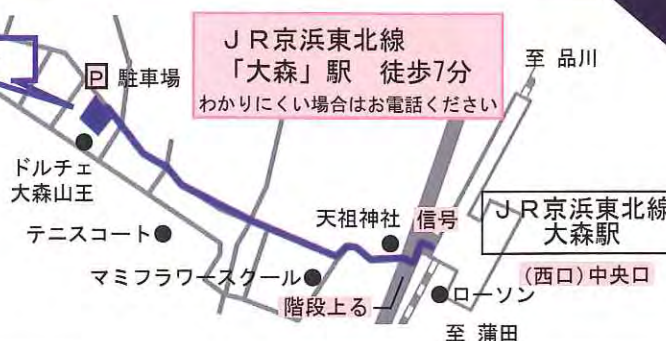 JR京浜東北線
「大森」駅 徒歩7分
わかりにくい場合はお電話ください
至 品川
P 駐車場
ドルチェ
大森山王
テニスコート
天祖神社
信号
JR京浜東北線
大森駅
(西口)中央口
マミフラワースクール
階段上る
ローソン
至 蒲田